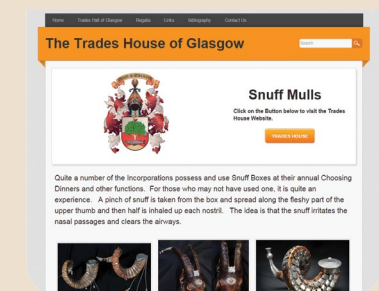 Home Trades Hall of Glasgow Regalia Links Bibliography Contact Us
The Trades House of Glasgow
Search
Snuff Mulls
Click on the Button below to visit the Trades
House Website.
TRADES HOUSE
Quite a number of the Incorporations possess and use Snuff Boxes at their annual Choosing
Dinners and other functions. For those who may not have used one, it is quite an
experience. A pinch of snuff is taken from the box and spread along the fleshy part of the
upper thumb and then half is inhaled up each nostril. The idea is that the snuff irritates the
nasal passages and clears the airways.